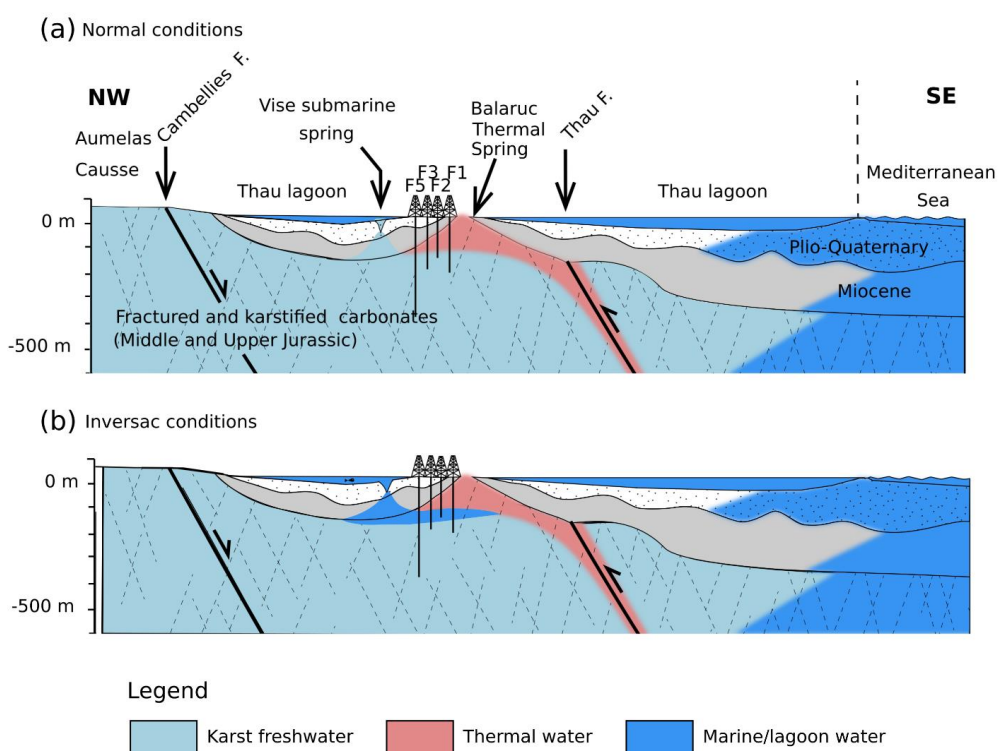 (a) Normal conditions
NW
Cambellies F.
Aumelas
Causse
Vise submarine
spring
Balaruc
Thermal
Spring
Thau F.
SE
Mediterranean
Sea
Thau lagoon
F5
F3
F2
F1
Thau lagoon
0 m
Plio-Quaternary
Miocene
Fractured and karstified carbonates
(Middle and Upper Jurassic)
-500 m
(b) Inversac conditions
0 m
-500 m
Legend
Karst freshwater
Thermal water
Marine/lagoon water